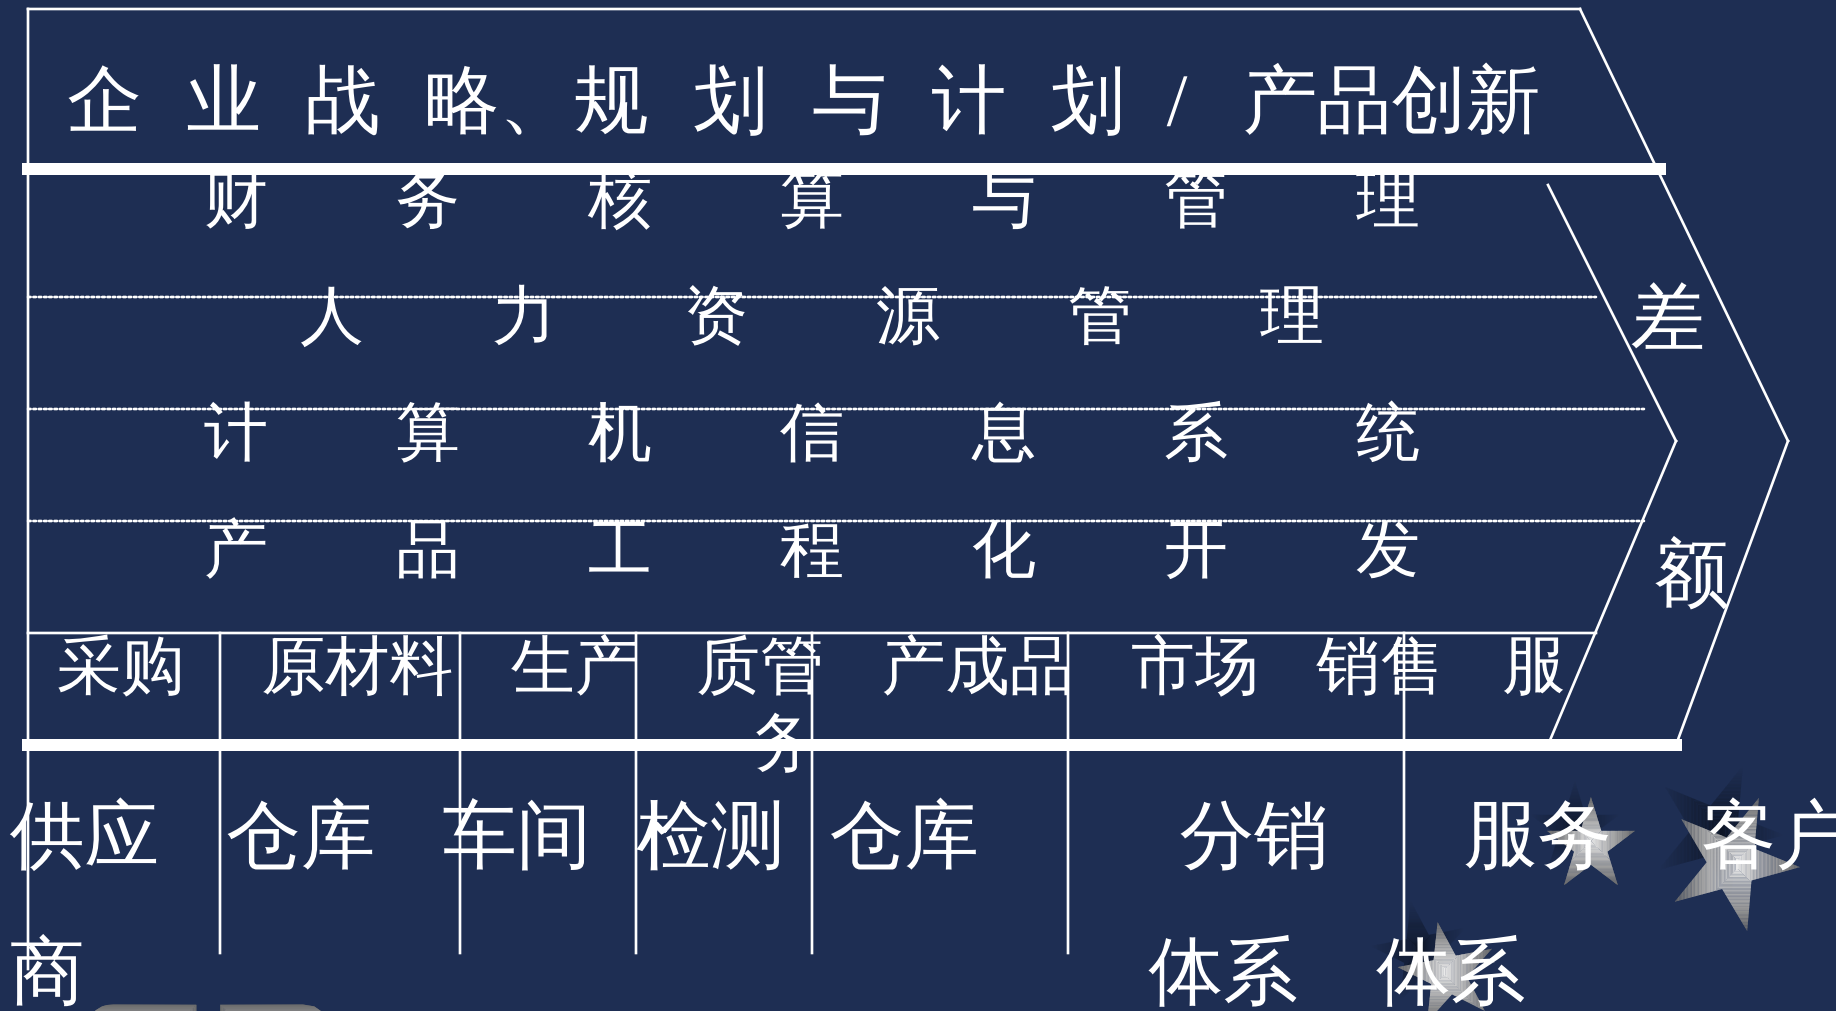 企 业 战 略、规 划 与 计 划 / 产品创新
财 务 核 算 与 管 理
人 力 资 源 管 理
差
计 算 机 信 息 系 统
产 品 工 程 化 开 发
额
采购 原材料 生产 质管 产成品 市场 销售 服
务
供应 仓库 车间 检测 仓库 分销 服务 客户
商 体系 体系